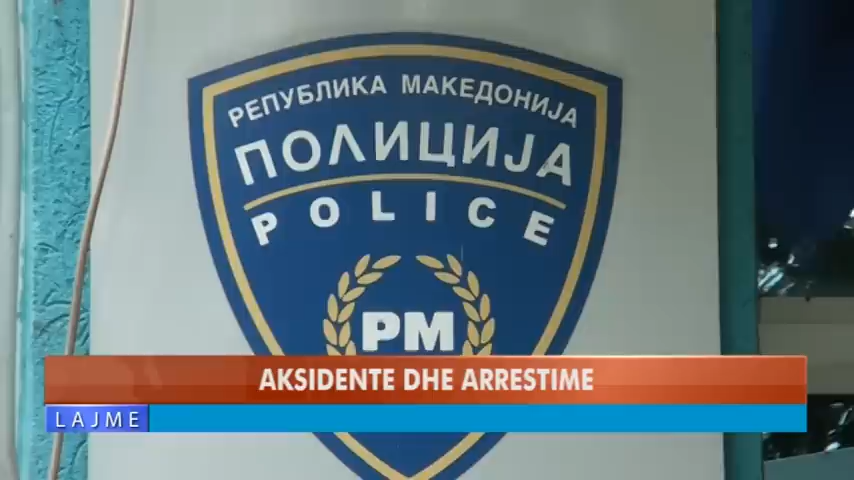 РЕПУБЛИКА МАКЕДОНИЈА
ПОЛИЦИЈА
POLICE
PM
AKSIDENTE DHE ARRESTIME
LAJME